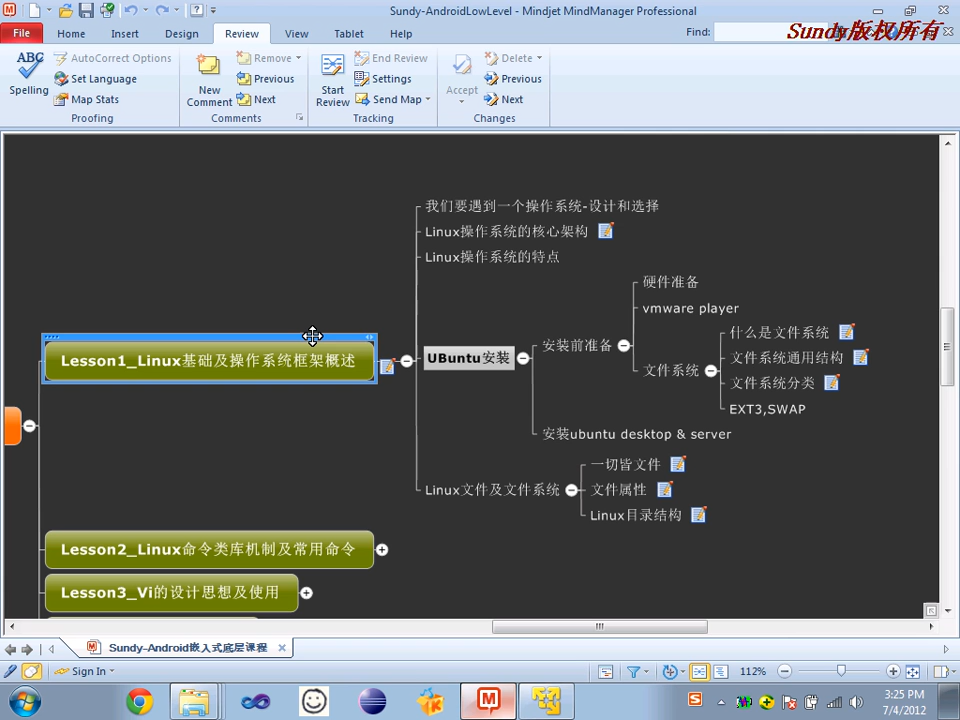 Sundy-AndroidLowLevel - Mindjet MindManager Professional
File Home Insert Design Review View Tablet Help Find:
Sundy版权所有
ABC
Spelling
AutoCorrect Options
Set Language
Map Stats
Proofing
New Comment
Remove
Previous
Next
Comments
Start Review
End Review
Settings
Send Map
Tracking
Accept
Delete
Previous
Next
Changes
我们要遇到一个操作系统-设计和选择
Linux操作系统的核心架构
Linux操作系统的特点
硬件准备
vmware player
什么是文件系统
安装前准备
Lesson1_Linux基础及操作系统框架概述
UBuntu安装
文件系统通用结构
文件系统
文件系统分类
EXT3,SWAP
安装ubuntu desktop & server
一切皆文件
Linux文件及文件系统
文件属性
Linux目录结构
Lesson2_Linux命令类库机制及常用命令
Lesson3_Vi的设计思想及使用
Sundy-Android嵌入式底层课程
Sign In
112%
3:25 PM
7/4/2012